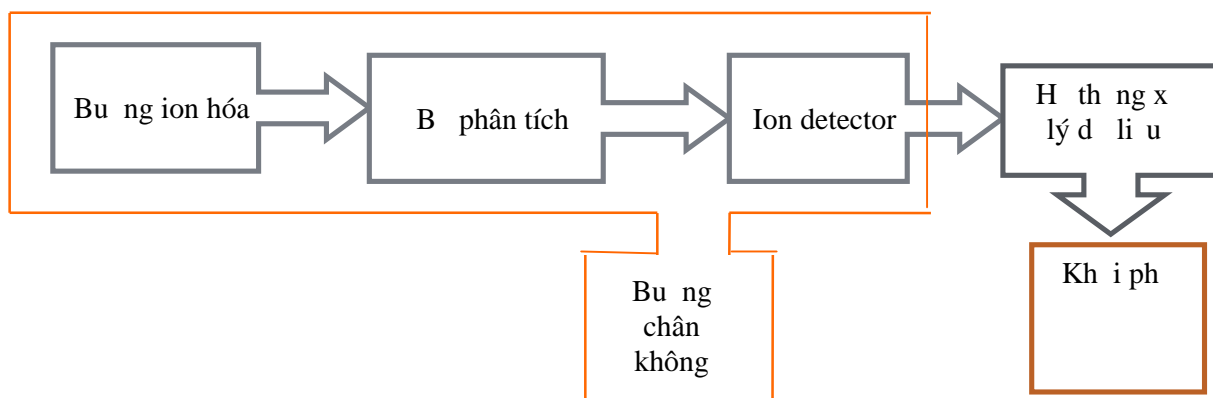 Bu ng ion hóa
B phân tích
Ion detector
H th ng x
lý d li u
Kh i ph
Bu ng
chân
không